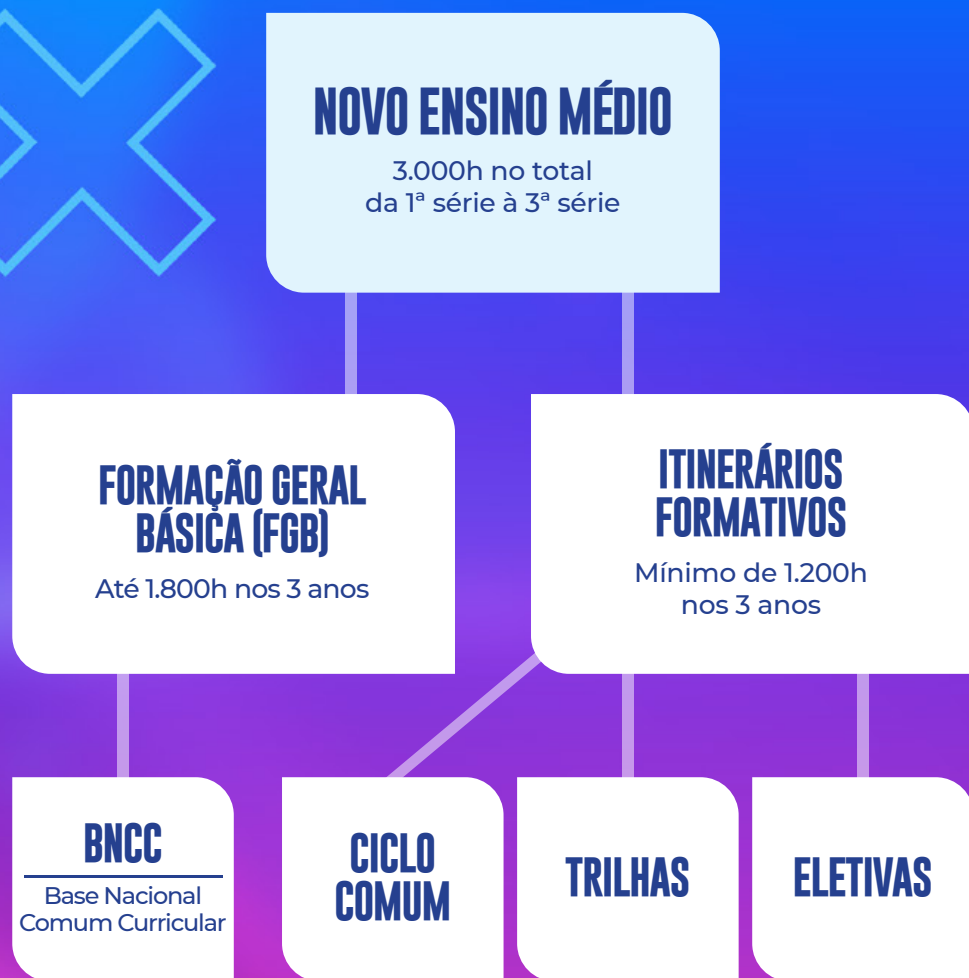 NOVO ENSINO MÉDIO
3.000h no total
da 1ª série à 3ª série
FORMAÇÃO GERAL
BÁSICA (FGB)
Até 1.800h nos 3 anos
ITINERÁRIOS
FORMATIVOS
Mínimo de 1.200h
nos 3 anos
BNCC
Base Nacional
Comum Curricular
CICLO
COMUM
TRILHAS
ELETIVAS